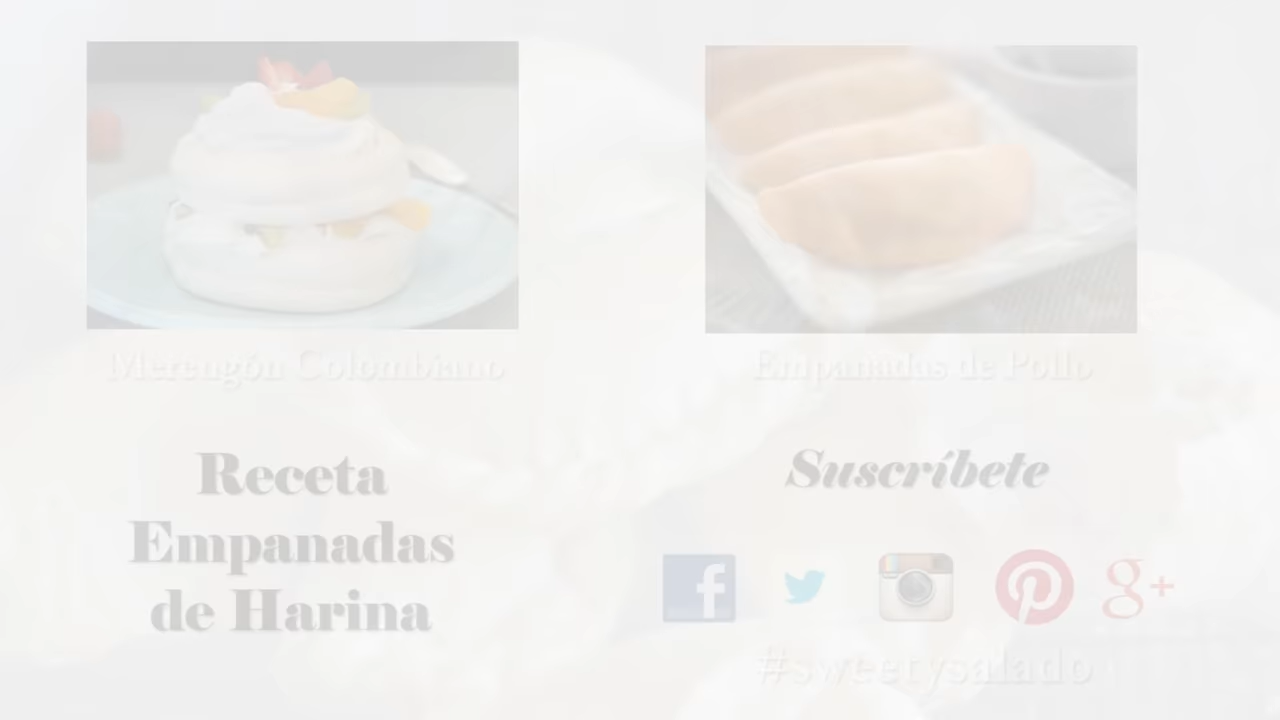 Merengón Colombiano
Empanadas de Pollo
Receta
Empanadas
de Harina
Suscríbete
f
g+
#sweetysalado